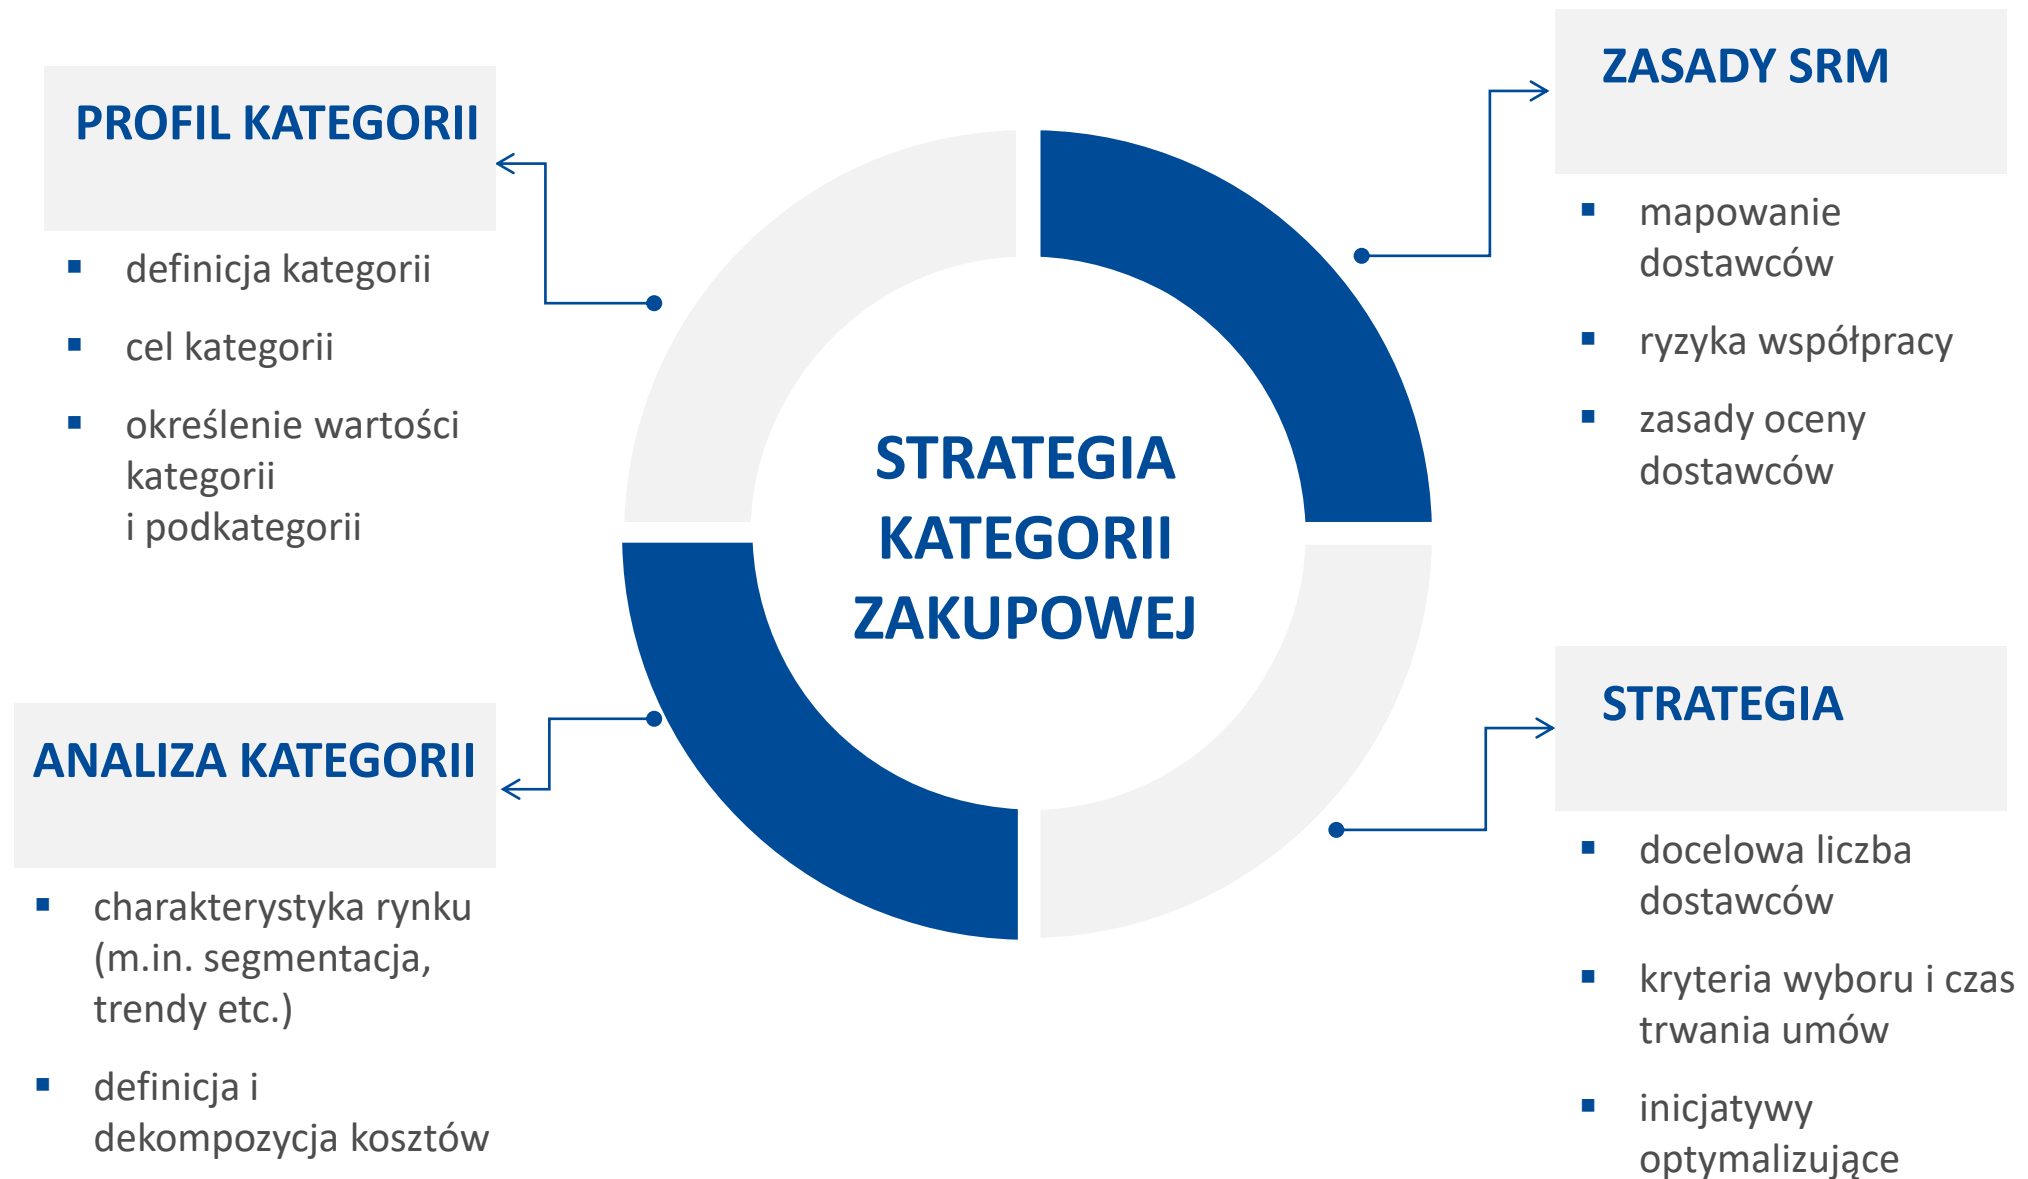 PROFIL KATEGORII
definicja kategorii
cel kategorii
określenie wartości
kategorii
i podkategorii
ANALIZA KATEGORII
charakterystyka rynku
(m.in. segmentacja,
trendy etc.)
definicja i
dekompozycja kosztów
STRATEGIA
KATEGORII
ZAKUPOWEJ
ZASADY SRM
mapowanie
dostawców
ryzyka współpracy
zasady oceny
dostawców
STRATEGIA
docelowa liczba
dostawców
kryteria wyboru i czas
trwania umów
inicjatywy
optymalizujące